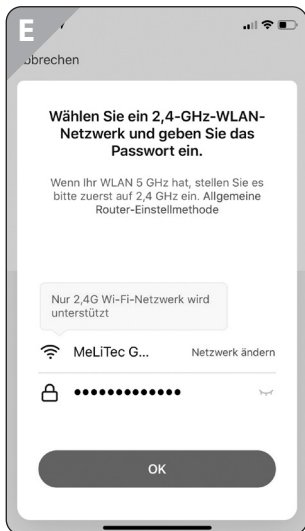 E
bbrechen
Wählen Sie ein 2,4-GHz-WLAN-
Netzwerk und geben Sie das
Passwort ein.
Wenn Ihr WLAN 5 GHz hat, stellen Sie es
bitte zuerst auf 2,4 GHz ein. Allgemeine
Router-Einstellmethode
Nur 2,4G Wi-Fi-Netzwerk wird
unterstützt
MeLiTec G... Netzwerk ändern
•••••••••••••
OK